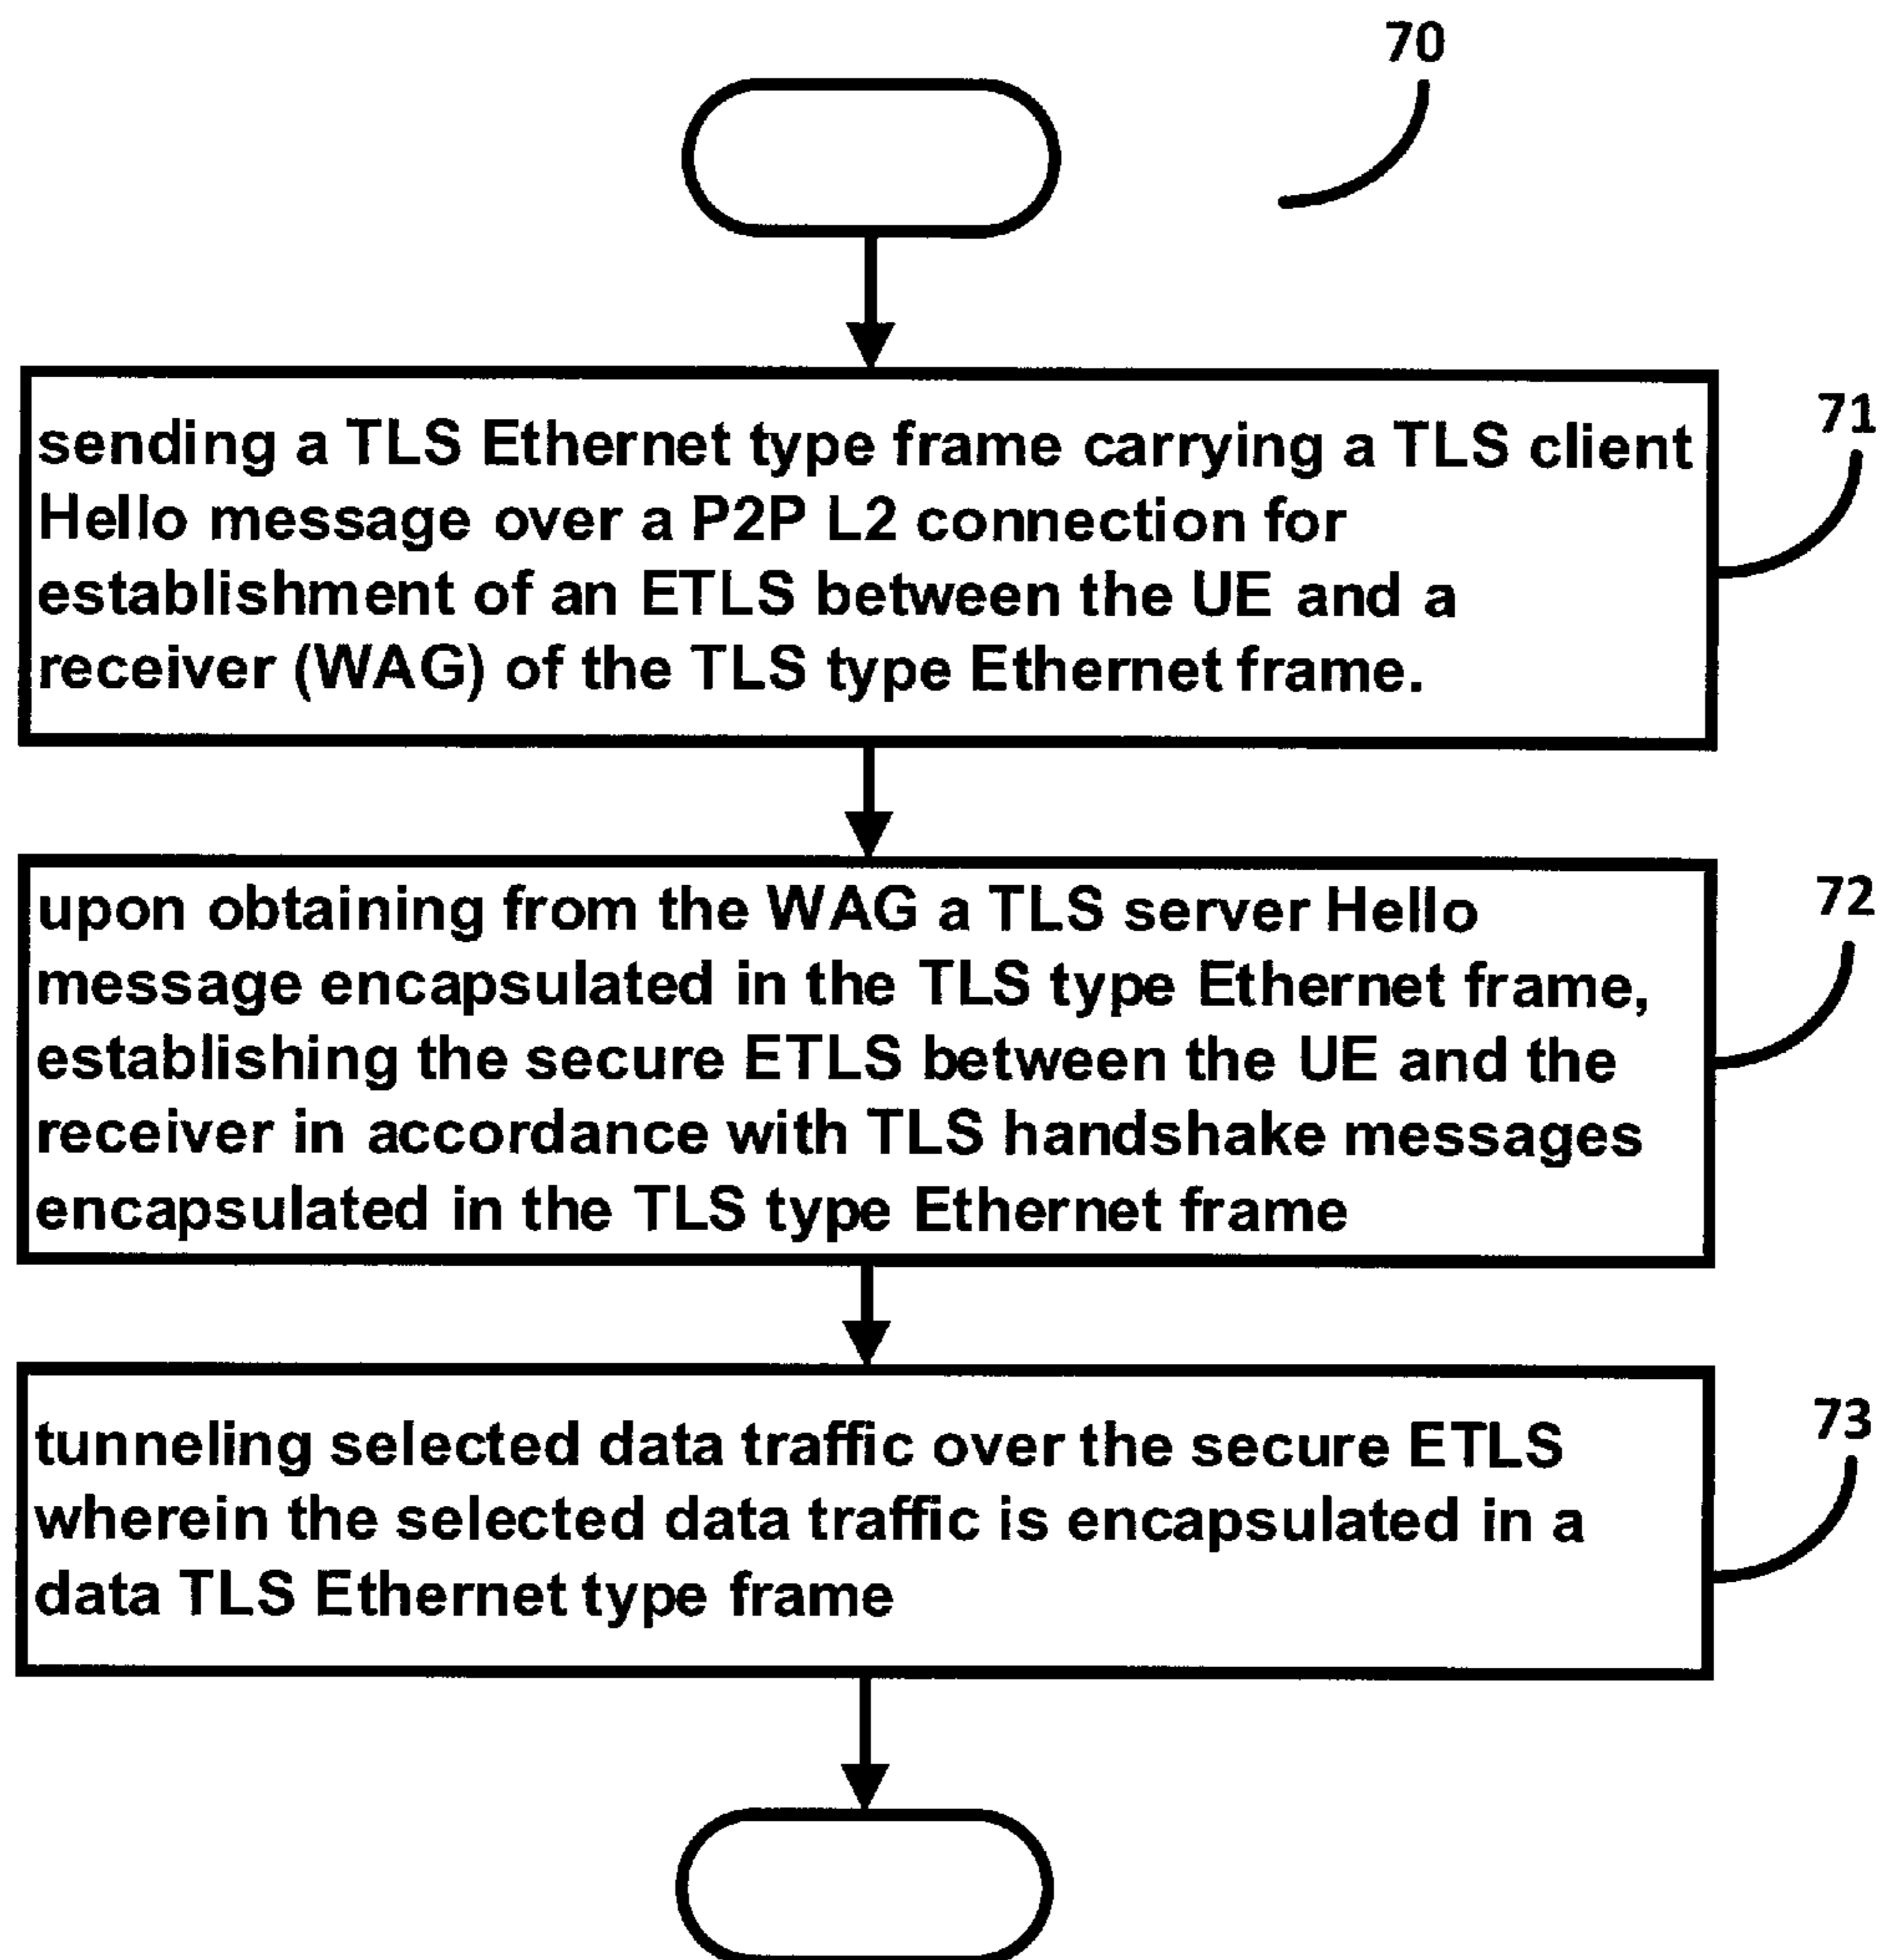 70
sending a TLS Ethernet type frame carrying a TLS client
Hello message over a P2P L2 connection for
establishment of an ETLS between the UE and a
receiver (WAG) of the TLS type Ethernet frame.
71
upon obtaining from the WAG a TLS server Hello
message encapsulated in the TLS type Ethernet frame,
establishing the secure ETLS between the UE and the
receiver in accordance with TLS handshake messages
encapsulated in the TLS type Ethernet frame
72
tunneling selected data traffic over the secure ETLS
wherein the selected data traffic is encapsulated in a
data TLS Ethernet type frame
73